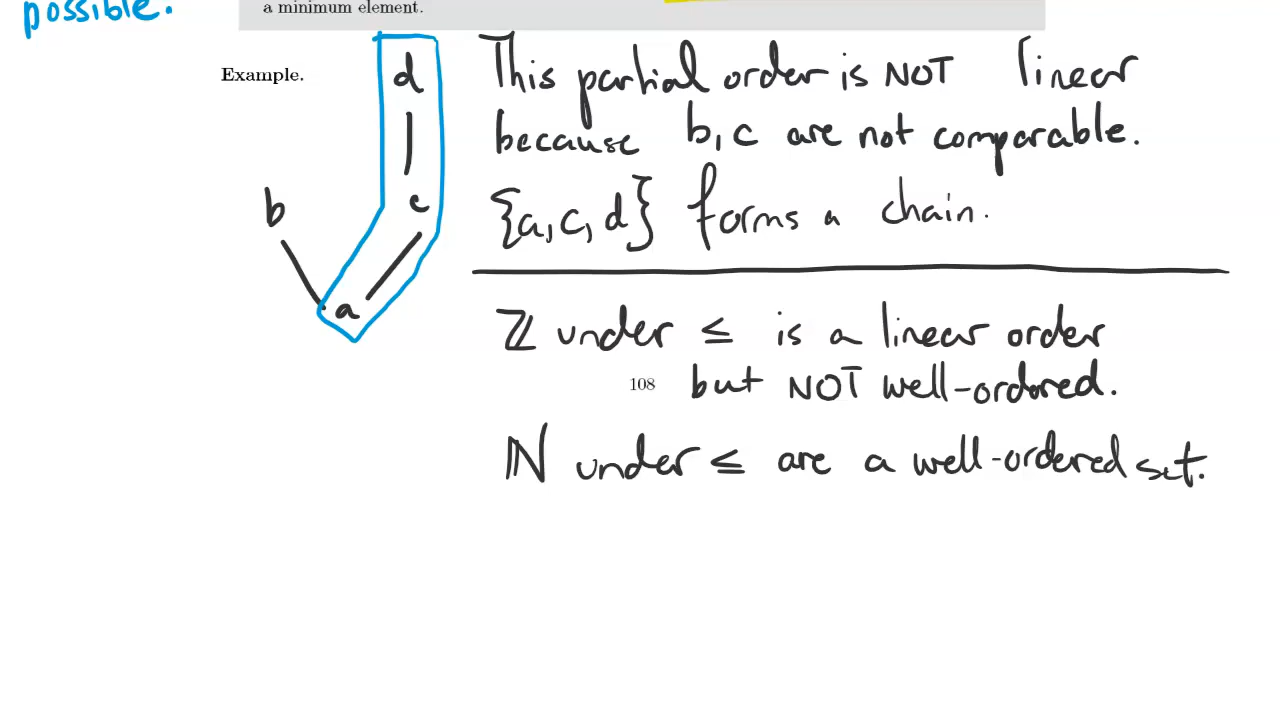 possible.
a minimum element.
Example.
d
c
b
a
This partial order is NOT linear
because b, c are not comparable.
{a, c, d} forms a chain.
ℤ under ≤ is a linear order
but NOT well-ordored.
108
ℕ under ≤ are a well-ordered set.